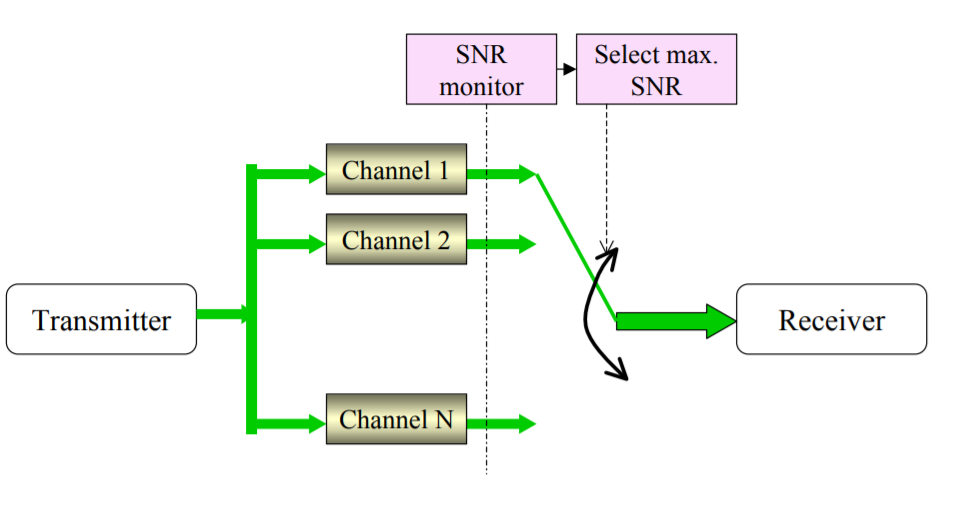 SNR
monitor
Select max.
SNR
Channel 1
Channel 2
Transmitter
Receiver
Channel N